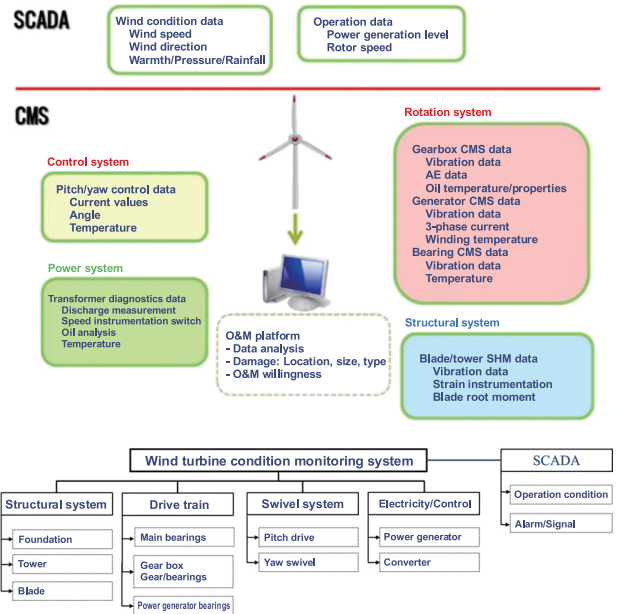 SCADA
Wind condition data
Wind speed
Wind direction
Warmth/Pressure/Rainfall
Operation data
Power generation level
Rotor speed
CMS
Control system
Pitch/yaw control data
Current values
Angle
Temperature
Power system
Transformer diagnostics data
Discharge measurement
Speed instrumentation switch
Oil analysis
Temperature
O&M platform
- Data analysis
- Damage: Location, size, type
- O&M willingness
Rotation system
Gearbox CMS data
Vibration data
AE data
Oil temperature/properties
Generator CMS data
Vibration data
3-phase current
Winding temperature
Bearing CMS data
Vibration data
Temperature
Structural system
Blade/tower SHM data
Vibration data
Strain instrumentation
Blade root moment
Wind turbine condition monitoring system
SCADA
Operation condition
Alarm/Signal
Structural system
Foundation
Tower
Blade
Drive train
Main bearings
Gear box
Gear/bearings
Power generator bearings
Swivel system
Pitch drive
Yaw swivel
Electricity/Control
Power generator
Converter